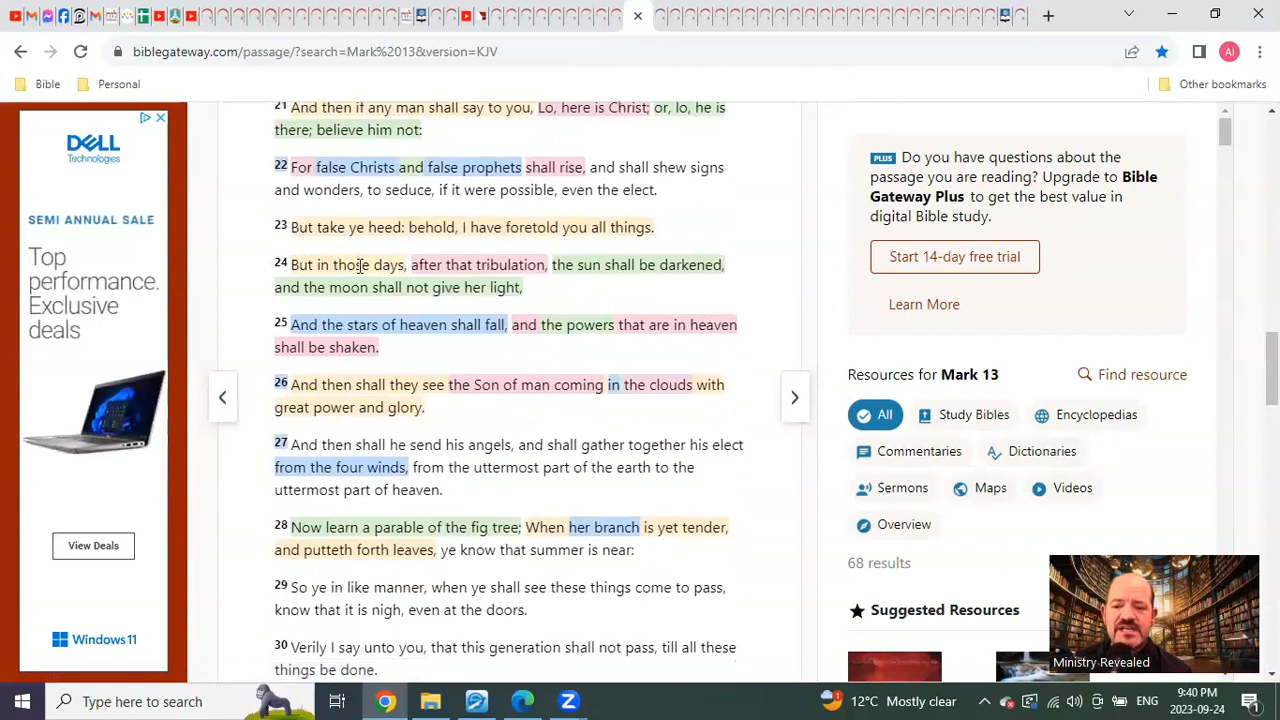 biblegateway.com/passage/?search=Mark%2013&version=KJV
AI
Bible
Personal
Other bookmarks
DELL
Technologies
SEMI ANNUAL SALE
Top
performance.
Exclusive
deals
View Deals
Windows 11
21 And then if any man shall say to you, Lo, here is Christ; or, lo, he is
there; believe him not:
22 For false Christs and false prophets shall rise, and shall shew signs
and wonders, to seduce, if it were possible, even the elect.
23 But take ye heed: behold, I have foretold you all things.
24 But in those days, after that tribulation, the sun shall be darkened,
and the moon shall not give her light,
25 And the stars of heaven shall fall, and the powers that are in heaven
shall be shaken.
26 And then shall they see the Son of man coming in the clouds with
great power and glory.
27 And then shall he send his angels, and shall gather together his elect
from the four winds, from the uttermost part of the earth to the
uttermost part of heaven.
28 Now learn a parable of the fig tree; When her branch is yet tender,
and putteth forth leaves, ye know that summer is near:
29 So ye in like manner, when ye shall see these things come to pass,
know that it is nigh, even at the doors.
30 Verily I say unto you, that this generation shall not pass, till all these
things be done.
PLUS Do you have questions about the
passage you are reading? Upgrade to Bible
Gateway Plus to get the best value in
digital Bible study.
Start 14-day free trial
Learn More
Resources for Mark 13 Find resource
All Study Bibles Encyclopedias
Commentaries Dictionaries
Sermons Maps Videos
Overview
68 results
Suggested Resources
Ministry Revealed
Type here to search
12°C Mostly clear
ENG
9:40 PM
2023-09-24
1